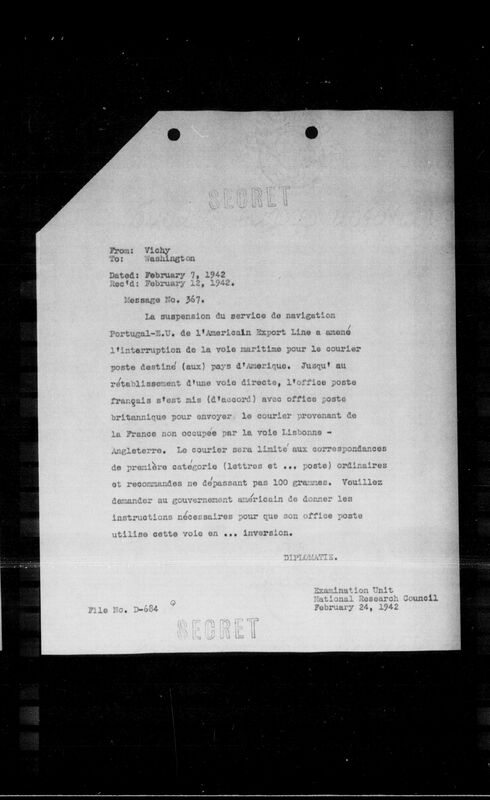 SECRET
From: Vichy
To: Washington
Dated: February 7, 1942
Rec'd: February 12, 1942.
Message No. 367.
La suspension du service de navigation
Portugal-E.U. de l'Americain Export Line a amené
l'interruption de la voie maritime pour le courier
poste destiné (aux) pays d'Amerique. Jusqu' au
rétablissement d'une voie directe, l'office poste
français s'est mis (d'accord) avec office poste
britannique pour envoyer le courier provenant de
la France non occupée par la voie Lisbonne -
Angleterre. Le courier sera limité aux correspondances
de première catégorie (lettres et ... poste) ordinaires
et recommandes ne dépassant pas 100 grammes. Veuillez
demander au gouvernement américain de donner les
instructions nécessaires pour que son office poste
utilise cette voie en ... inversion.
DIPLOMATIE.
Examination Unit
National Research Council
February 24, 1942
File No. D-684 9
SECRET